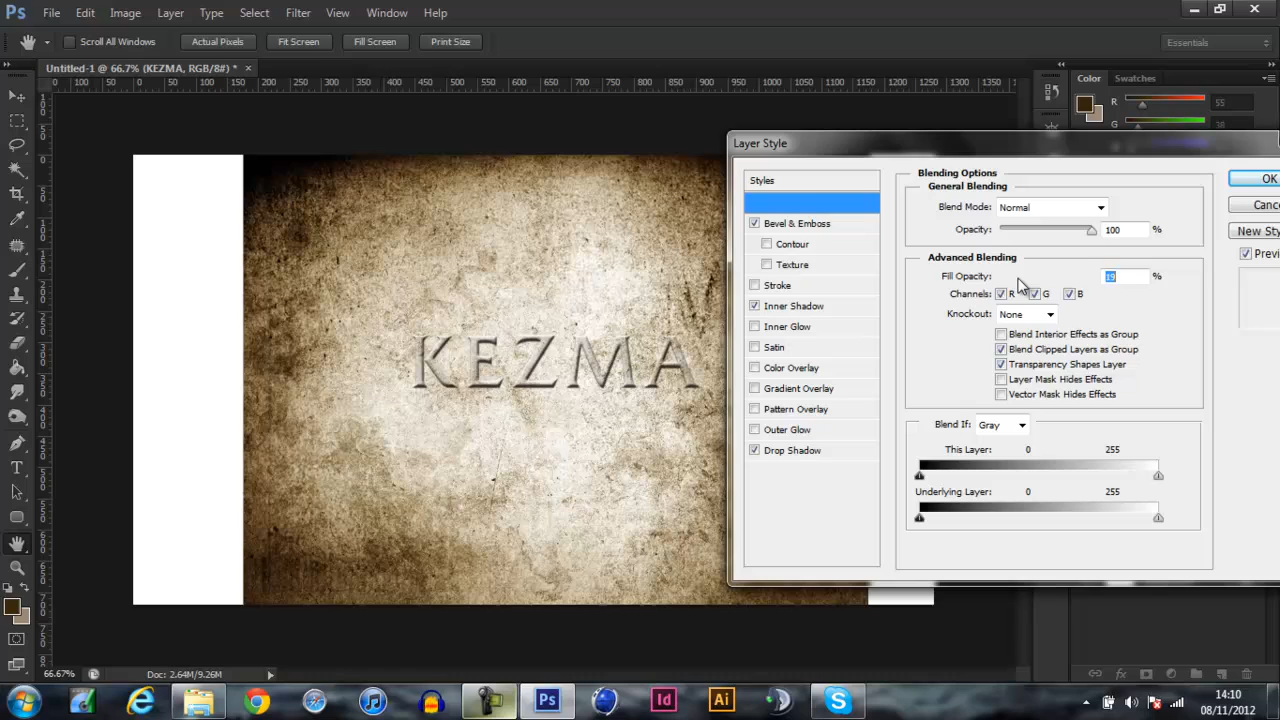 Ps File Edit Image Layer Type Select Filter View Window Help
Scroll All Windows Actual Pixels Fit Screen Fill Screen Print Size Essentials
Untitled-1 @ 66.7% (KEZMA, RGB/8#) * ×
100 50 0 50 100 150 200 250 300 350 400 450 500 550 600 650 700 750 800 850 900 950 1000 1050 1100 1150 1200 1250 1300 1350
Color Swatches
R 55
G 38
Layer Style
Styles
Bevel & Emboss
Contour
Texture
Stroke
Inner Shadow
Inner Glow
Satin
Color Overlay
Gradient Overlay
Pattern Overlay
Outer Glow
Drop Shadow
Blending Options
General Blending
Blend Mode: Normal
Opacity: 100 %
Advanced Blending
Fill Opacity: 19 %
Channels: R G B
Knockout: None
Blend Interior Effects as Group
Blend Clipped Layers as Group
Transparency Shapes Layer
Layer Mask Hides Effects
Vector Mask Hides Effects
Blend If: Gray
This Layer: 0 255
Underlying Layer: 0 255
OK
Cance
New Sty
Previ
KEZMA
66.67% Doc: 2.64M/9.26M
Ps Id Ai
14:10
08/11/2012